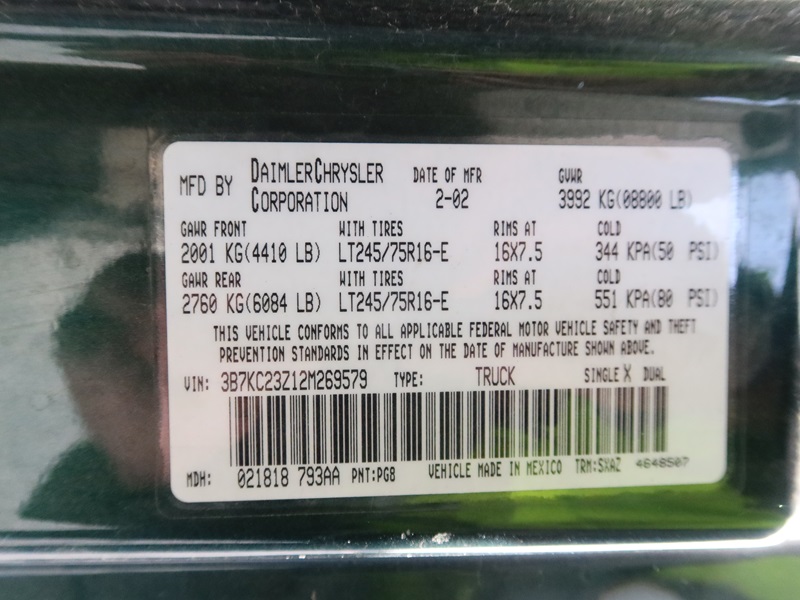 MFD BY DAIMLERCHRYSLER CORPORATION DATE OF MFR 2-02 GVWR 3992 KG(08800 LB)
GAWR FRONT WITH TIRES RIMS AT COLD
2001 KG(4410 LB) LT245/75R16-E 16X7.5 344 KPA(50 PSI)
GAWR REAR WITH TIRES RIMS AT COLD
2760 KG(6084 LB) LT245/75R16-E 16X7.5 551 KPA(80 PSI)
THIS VEHICLE CONFORMS TO ALL APPLICABLE FEDERAL MOTOR VEHICLE SAFETY AND THEFT
PREVENTION STANDARDS IN EFFECT ON THE DATE OF MANUFACTURE SHOWN ABOVE.
VIN: 3B7KC23Z12M269579 TYPE: TRUCK SINGLE X DUAL
MDH: 021818 793AA PNT:PG8 VEHICLE MADE IN MEXICO TRM:SXAZ 4648507